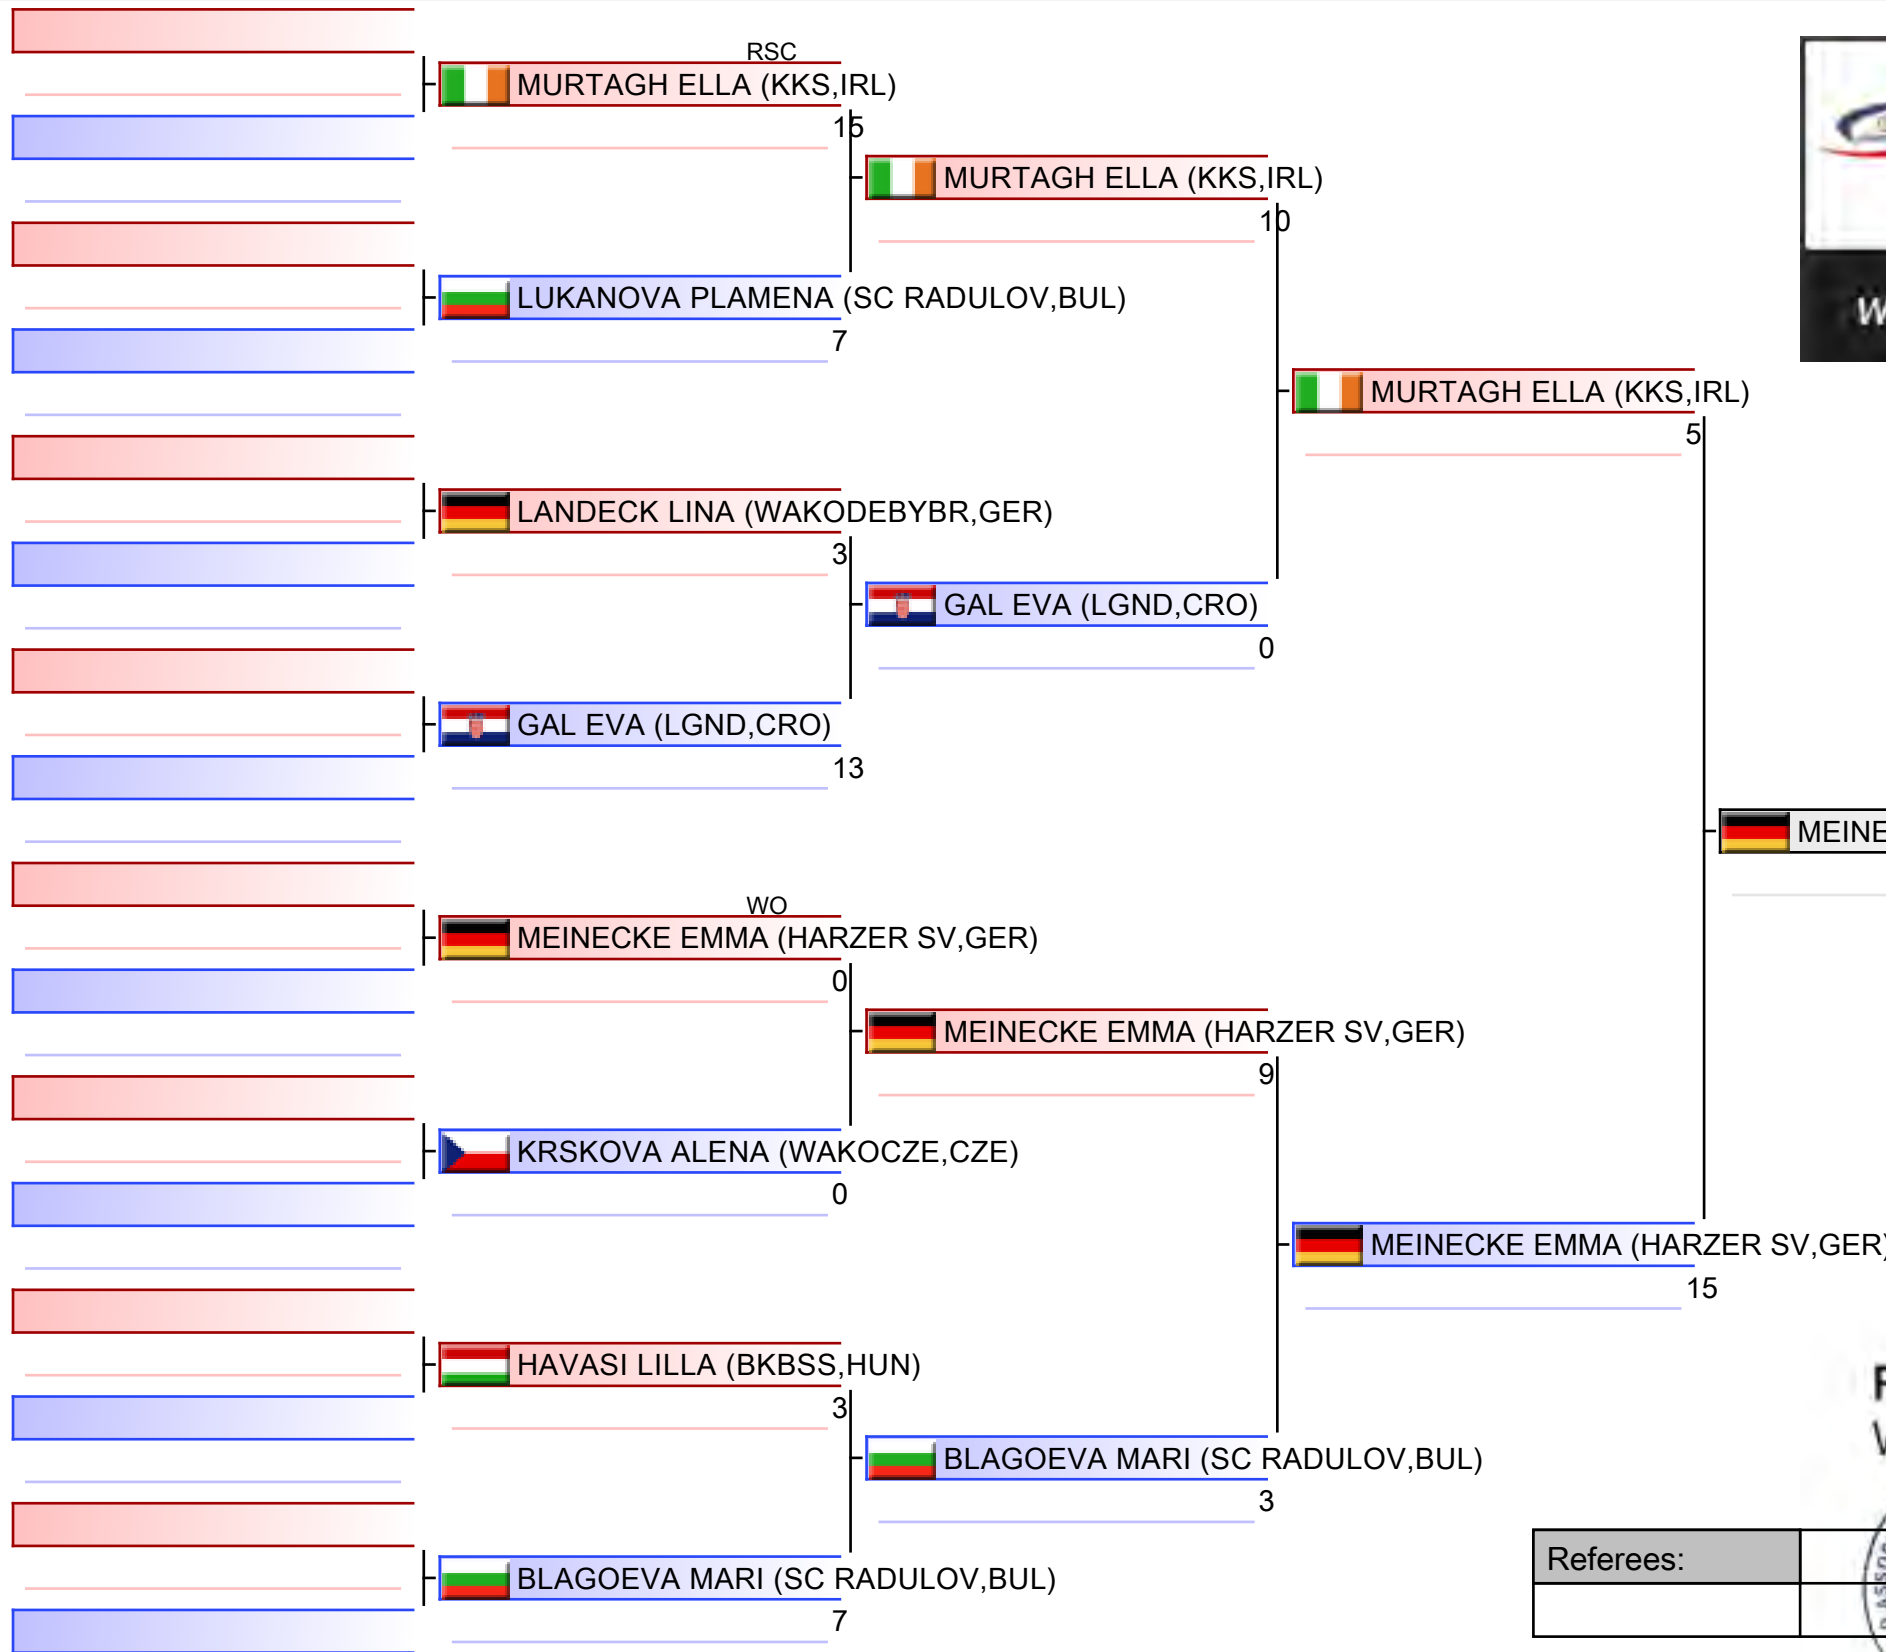 RSC
MURTAGH ELLA (KKS,IRL)
15
MURTAGH ELLA (KKS,IRL)
10
LUKANOVA PLAMENA (SC RADULOV,BUL)
7
MURTAGH ELLA (KKS,IRL)
5
LANDECK LINA (WAKODEBYBR,GER)
3
GAL EVA (LGND,CRO)
0
GAL EVA (LGND,CRO)
13
MEINE
WO
MEINECKE EMMA (HARZER SV,GER)
0
MEINECKE EMMA (HARZER SV,GER)
9
KRSKOVA ALENA (WAKOCZE,CZE)
0
MEINECKE EMMA (HARZER SV,GER)
15
HAVASI LILLA (BKBSS,HUN)
3
BLAGOEVA MARI (SC RADULOV,BUL)
3
BLAGOEVA MARI (SC RADULOV,BUL)
7
Referees: